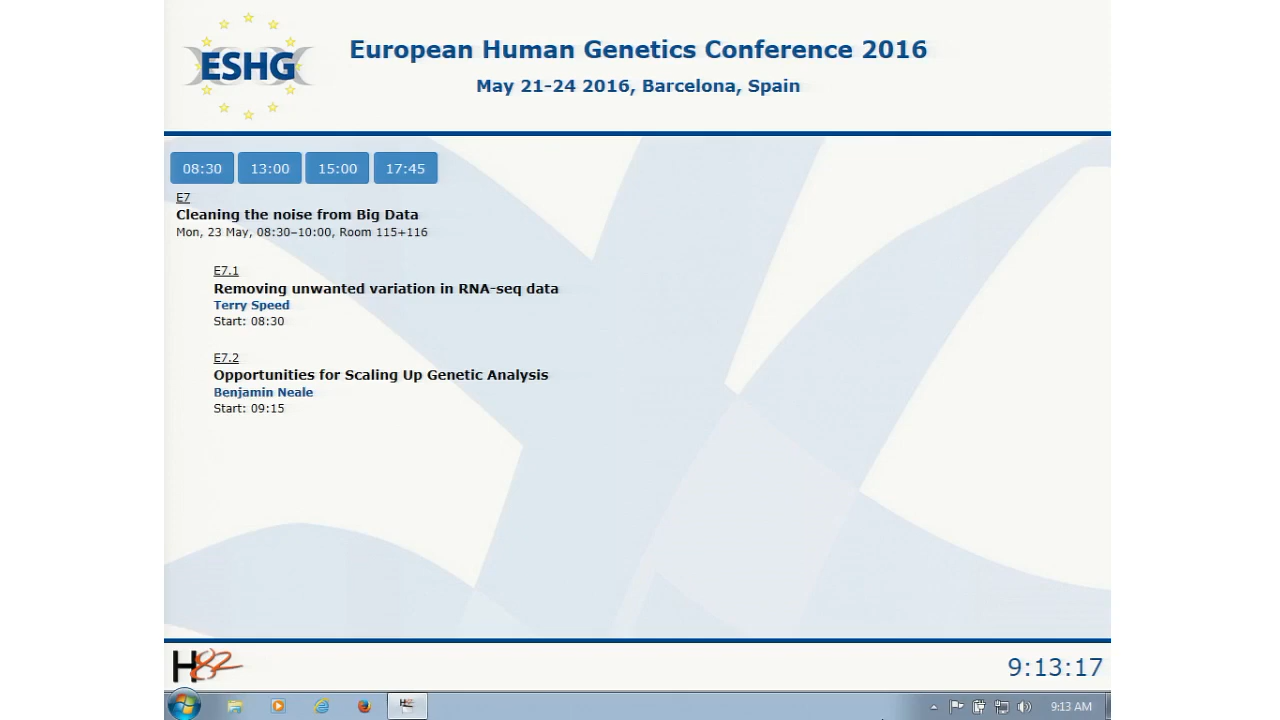 ESHG
European Human Genetics Conference 2016
May 21-24 2016, Barcelona, Spain
08:30 13:00 15:00 17:45
E7
Cleaning the noise from Big Data
Mon, 23 May, 08:30–10:00, Room 115+116
E7.1
Removing unwanted variation in RNA-seq data
Terry Speed
Start: 08:30
E7.2
Opportunities for Scaling Up Genetic Analysis
Benjamin Neale
Start: 09:15
H82
9:13:17
9:13 AM